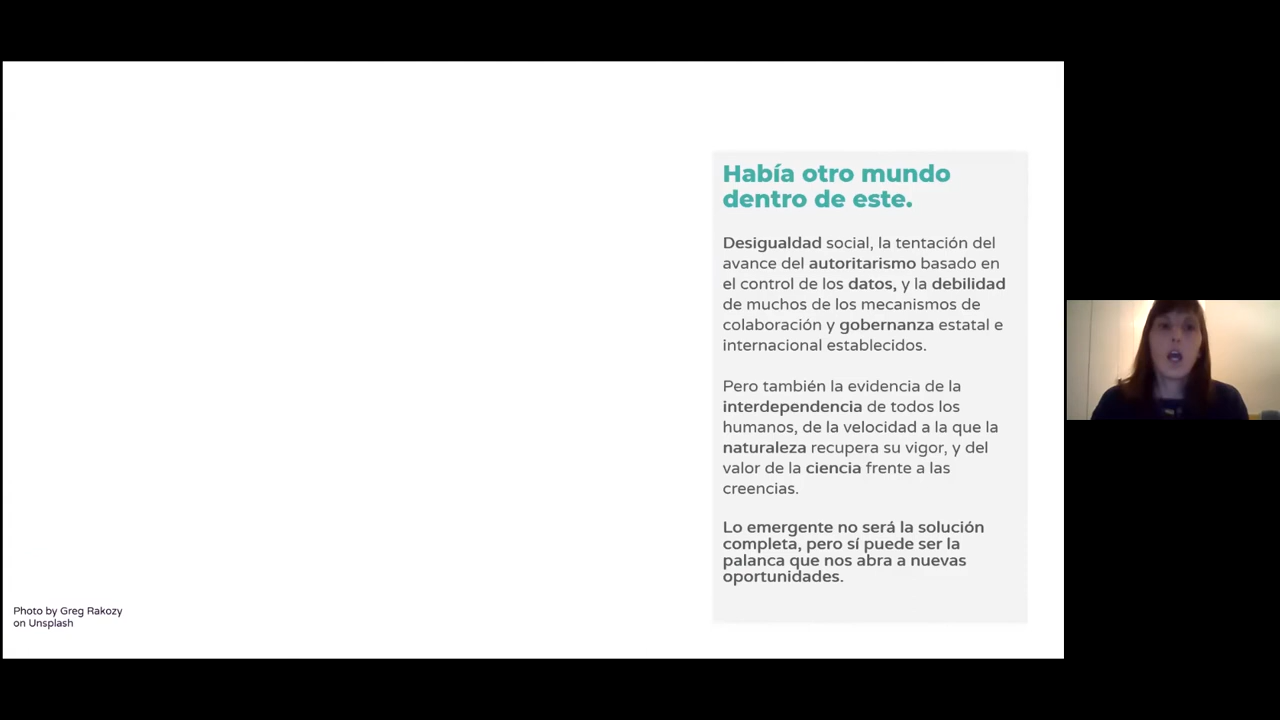 Había otro mundo
dentro de este.
Desigualdad social, la tentación del
avance del autoritarismo basado en
el control de los datos, y la debilidad
de muchos de los mecanismos de
colaboración y gobernanza estatal e
internacional establecidos.
Pero también la evidencia de la
interdependencia de todos los
humanos, de la velocidad a la que la
naturaleza recupera su vigor, y del
valor de la ciencia frente a las
creencias.
Lo emergente no será la solución
completa, pero sí puede ser la
palanca que nos abra a nuevas
oportunidades.
Photo by Greg Rakozy
on Unsplash